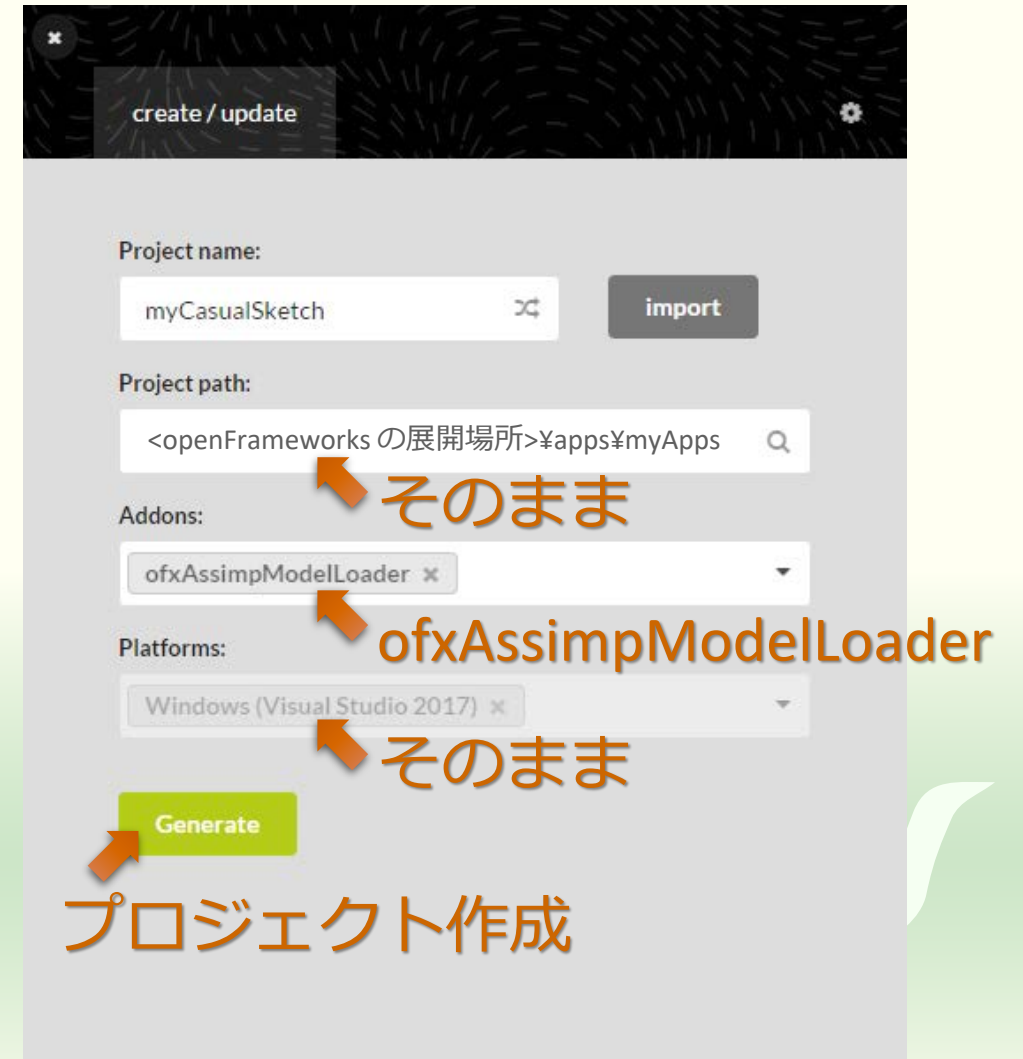 create / update
Project name:
myCasualSketch
import
Project path:
<openFrameworks の展開場所>¥apps¥myApps
そのまま
Addons:
ofxAssimpModelLoader
ofxAssimpModelLoader
Platforms:
Windows (Visual Studio 2017)
そのまま
Generate
プロジェクト作成